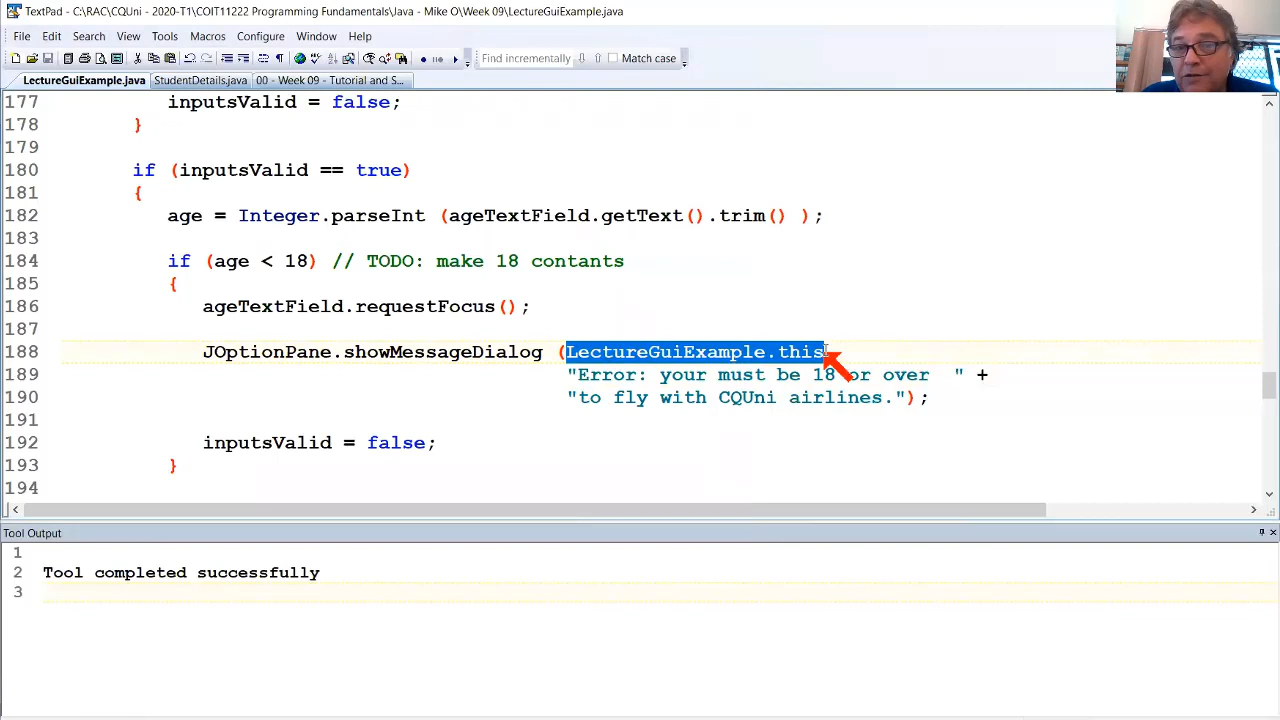 TextPad - C:\RAC\CQUni - 2020-T1\COIT11222 Programming Fundamentals\Java - Mike O\Week 09\LectureGuiExample.java
File Edit Search View Tools Macros Configure Window Help
Find incrementally Match case
LectureGuiExample.java StudentDetails.java 00 - Week 09 - Tutorial and S...
177 inputsValid = false;
178 }
179
180 if (inputsValid == true)
181 {
182 age = Integer.parseInt (ageTextField.getText().trim() );
183
184 if (age < 18) // TODO: make 18 contants
185 {
186 ageTextField.requestFocus();
187
188 JOptionPane.showMessageDialog (LectureGuiExample.this
189 "Error: your must be 18 or over " +
190 "to fly with CQUni airlines.");
191
192 inputsValid = false;
193 }
194
Tool Output
1
2 Tool completed successfully
3